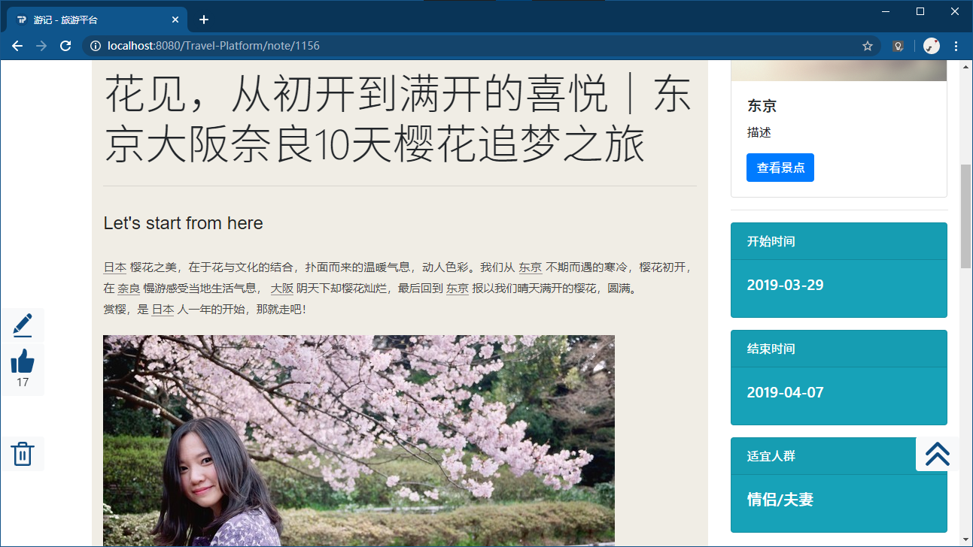 游记 - 旅游平台
localhost:8080/Travel-Platform/note/1156
花见，从初开到满开的喜悦｜东
京大阪奈良10天樱花追梦之旅
Let's start from here
日本 樱花之美，在于花与文化的结合，扑面而来的温暖气息，动人色彩。我们从 东京 不期而遇的寒冷，樱花初开，
在 奈良 慢游感受当地生活气息， 大阪 阴天下却樱花灿烂，最后回到 东京 报以我们晴天满开的樱花，圆满。
赏樱，是 日本 人一年的开始，那就走吧！
17
东京
描述
查看景点
开始时间
2019-03-29
结束时间
2019-04-07
适宜人群
情侣/夫妻